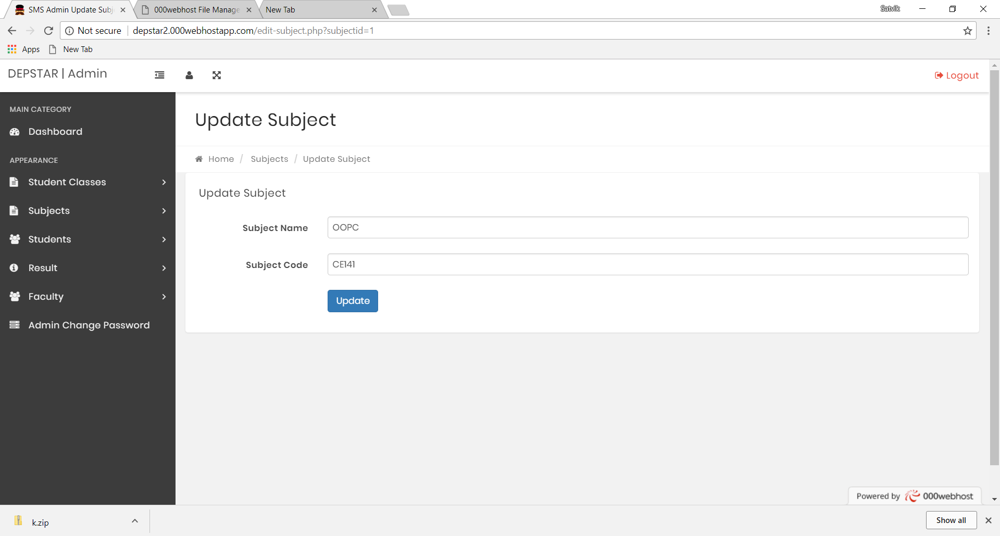 SMS Admin Update Subj
000webhost File Manage
New Tab
Satvik
Not secure
depstar2.000webhostapp.com/edit-subject.php?subjectid=1
Apps
New Tab
DEPSTAR | Admin
Logout
MAIN CATEGORY
Dashboard
APPEARANCE
Student Classes
Subjects
Students
Result
Faculty
Admin Change Password
Update Subject
Home / Subjects / Update Subject
Update Subject
Subject Name
OOPC
Subject Code
CE141
Update
Powered by 000webhost
k.zip
Show all